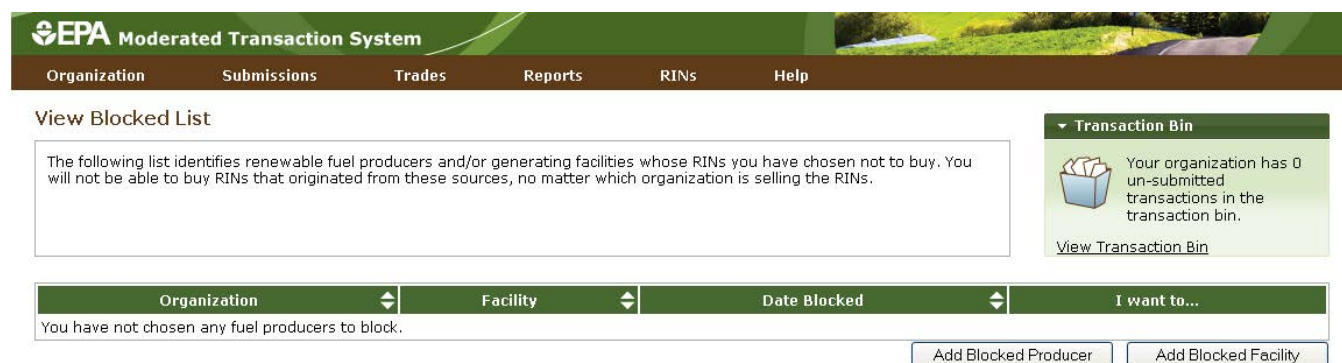 EPA Moderated Transaction System
Organization Submissions Trades Reports RINs Help
View Blocked List
The following list identifies renewable fuel producers and/or generating facilities whose RINs you have chosen not to buy. You
will not be able to buy RINs that originated from these sources, no matter which organization is selling the RINs.
Transaction Bin
Your organization has 0
un-submitted
transactions in the
transaction bin.
View Transaction Bin
Organization Facility Date Blocked I want to...
You have not chosen any fuel producers to block.
Add Blocked Producer Add Blocked Facility